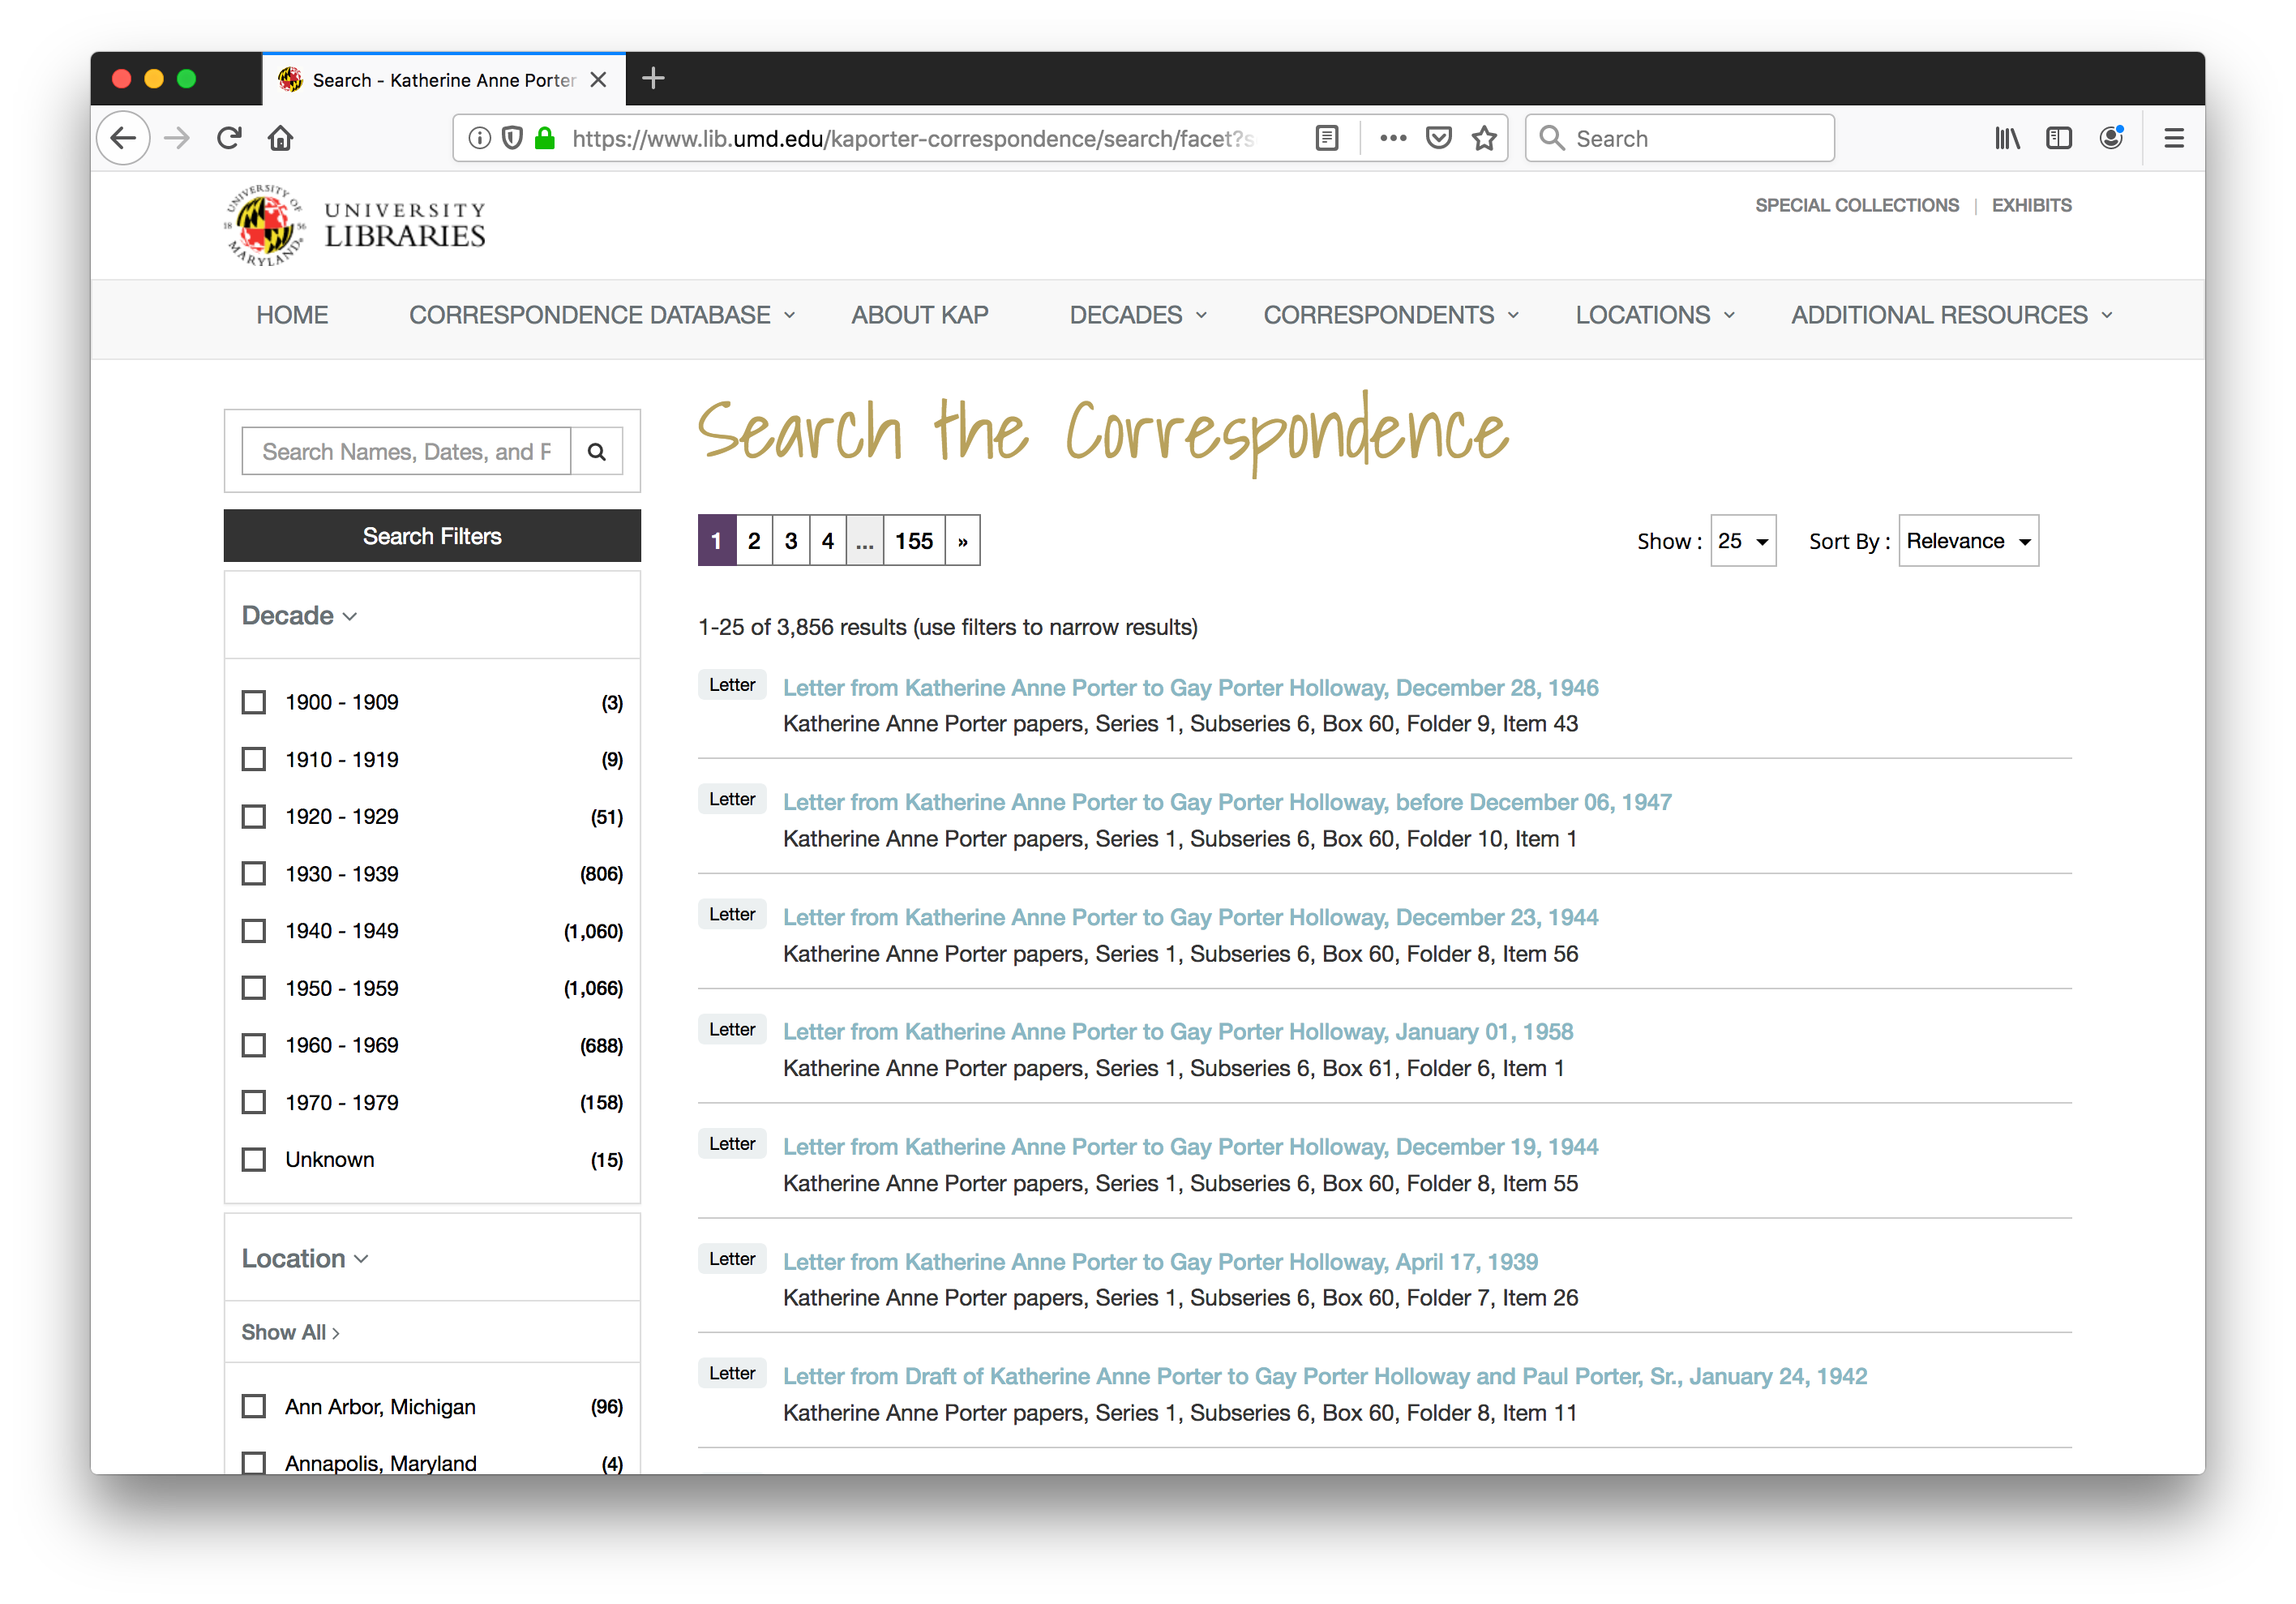 Search - Katherine Anne Porter
https://www.lib.umd.edu/kaporter-correspondence/search/facet?s
Search
UNIVERSITY OF MARYLAND
18 56
UNIVERSITY
LIBRARIES
SPECIAL COLLECTIONS | EXHIBITS
HOME CORRESPONDENCE DATABASE ABOUT KAP DECADES CORRESPONDENTS LOCATIONS ADDITIONAL RESOURCES
Search Names, Dates, and F
Search Filters
Decade
1900 - 1909 (3)
1910 - 1919 (9)
1920 - 1929 (51)
1930 - 1939 (806)
1940 - 1949 (1,060)
1950 - 1959 (1,066)
1960 - 1969 (688)
1970 - 1979 (158)
Unknown (15)
Location
Show All >
Ann Arbor, Michigan (96)
Annapolis, Maryland (4)
Search the Correspondence
1 2 3 4 ... 155 »
Show : 25 Sort By : Relevance
1-25 of 3,856 results (use filters to narrow results)
Letter Letter from Katherine Anne Porter to Gay Porter Holloway, December 28, 1946
Katherine Anne Porter papers, Series 1, Subseries 6, Box 60, Folder 9, Item 43
Letter Letter from Katherine Anne Porter to Gay Porter Holloway, before December 06, 1947
Katherine Anne Porter papers, Series 1, Subseries 6, Box 60, Folder 10, Item 1
Letter Letter from Katherine Anne Porter to Gay Porter Holloway, December 23, 1944
Katherine Anne Porter papers, Series 1, Subseries 6, Box 60, Folder 8, Item 56
Letter Letter from Katherine Anne Porter to Gay Porter Holloway, January 01, 1958
Katherine Anne Porter papers, Series 1, Subseries 6, Box 61, Folder 6, Item 1
Letter Letter from Katherine Anne Porter to Gay Porter Holloway, December 19, 1944
Katherine Anne Porter papers, Series 1, Subseries 6, Box 60, Folder 8, Item 55
Letter Letter from Katherine Anne Porter to Gay Porter Holloway, April 17, 1939
Katherine Anne Porter papers, Series 1, Subseries 6, Box 60, Folder 7, Item 26
Letter Letter from Draft of Katherine Anne Porter to Gay Porter Holloway and Paul Porter, Sr., January 24, 1942
Katherine Anne Porter papers, Series 1, Subseries 6, Box 60, Folder 8, Item 11